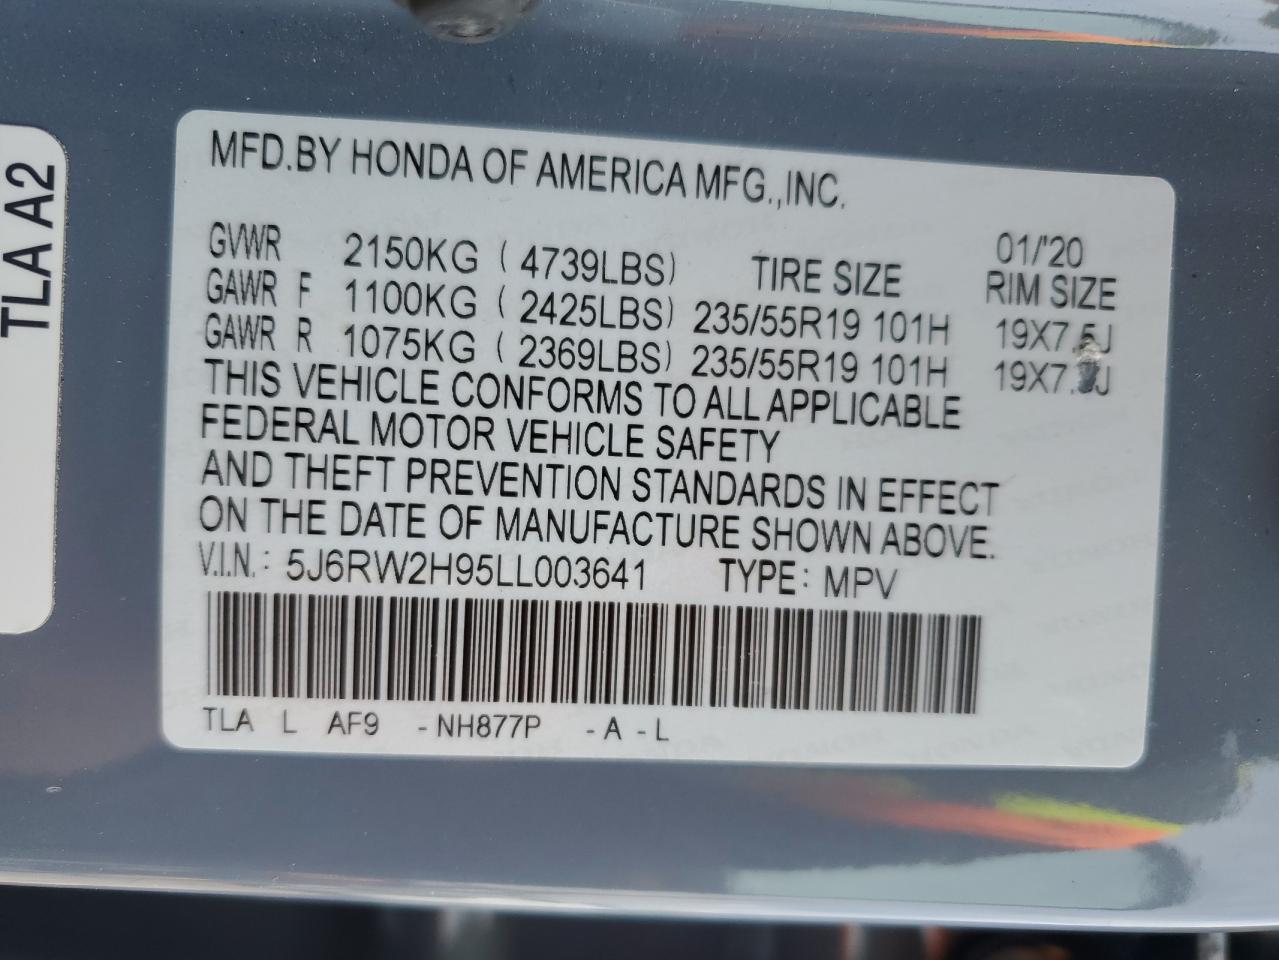 TLA A2
MFD.BY HONDA OF AMERICA MFG.,INC.
01/'20
GVWR 2150KG ( 4739LBS) TIRE SIZE RIM SIZE
GAWR F 1100KG ( 2425LBS) 235/55R19 101H 19X7.5J
GAWR R 1075KG ( 2369LBS) 235/55R19 101H
THIS VEHICLE CONFORMS TO ALL APPLICABLE
FEDERAL MOTOR VEHICLE SAFETY
AND THEFT PREVENTION STANDARDS IN EFFECT
ON THE DATE OF MANUFACTURE SHOWN ABOVE.
V.I.N.: 5J6RW2H95LL003641 TYPE: MPV
TLA L AF9 -NH877P -A -L